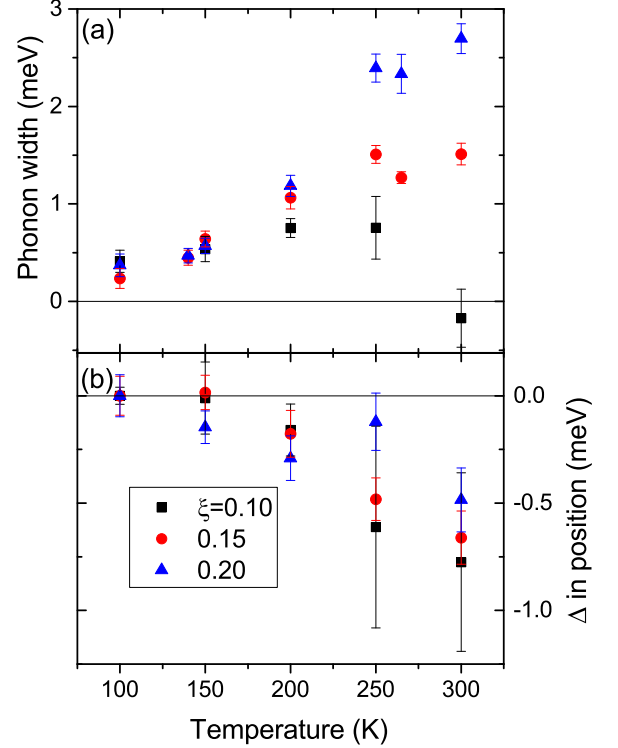 (a)
3
2
1
0
Phonon width (meV)
(b)
0.0
-0.5
-1.0
Δ in position (meV)
ξ=0.10
0.15
0.20
100 150 200 250 300
Temperature (K)